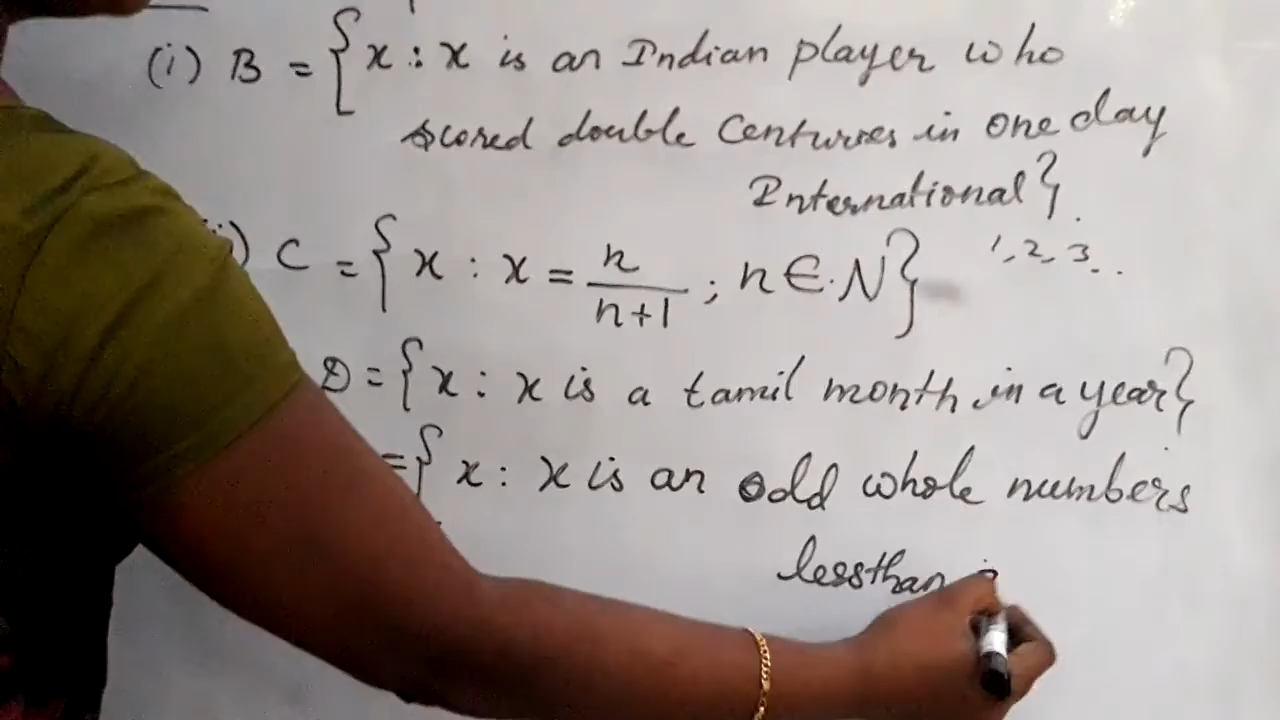 (i) B = {x : x is an Indian player who
scored double Centuries in one day
International}.
) C = {x : x = n/n+1 ; n ∈ N} 1, 2, 3...
D = {x : x is a tamil month in a year}
= {x : x is an odd whole numbers
lessthan